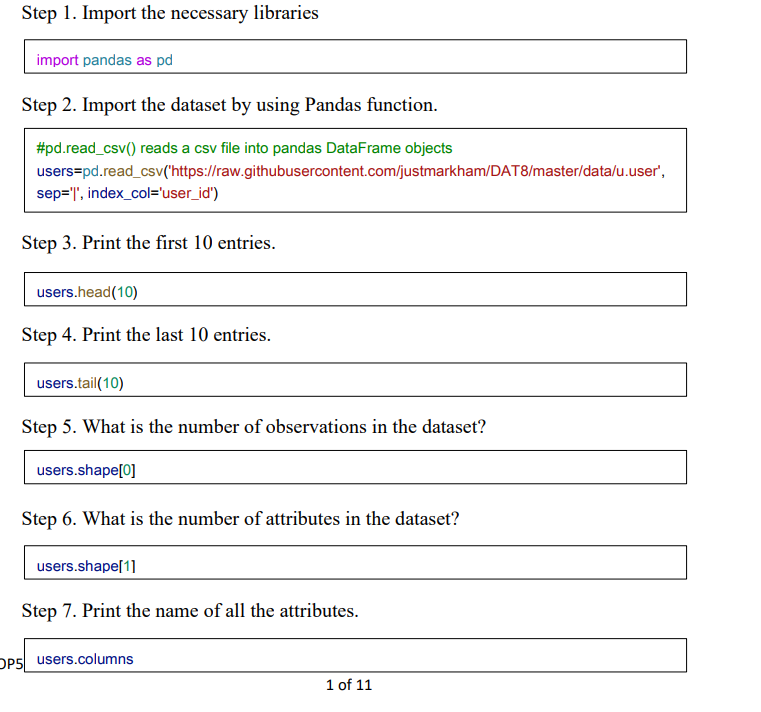 Step 1. Import the necessary libraries
import pandas as pd
Step 2. Import the dataset by using Pandas function.
#pd.read_csv() reads a csv file into pandas DataFrame objects
users=pd.read_csv('https://raw.githubusercontent.com/justmarkham/DAT8/master/data/u.user',
sep='|', index_col='user_id')
Step 3. Print the first 10 entries.
users.head(10)
Step 4. Print the last 10 entries.
users.tail(10)
Step 5. What is the number of observations in the dataset?
users.shape[0]
Step 6. What is the number of attributes in the dataset?
users.shape[1]
Step 7. Print the name of all the attributes.
users.columns
OP5
1 of 11